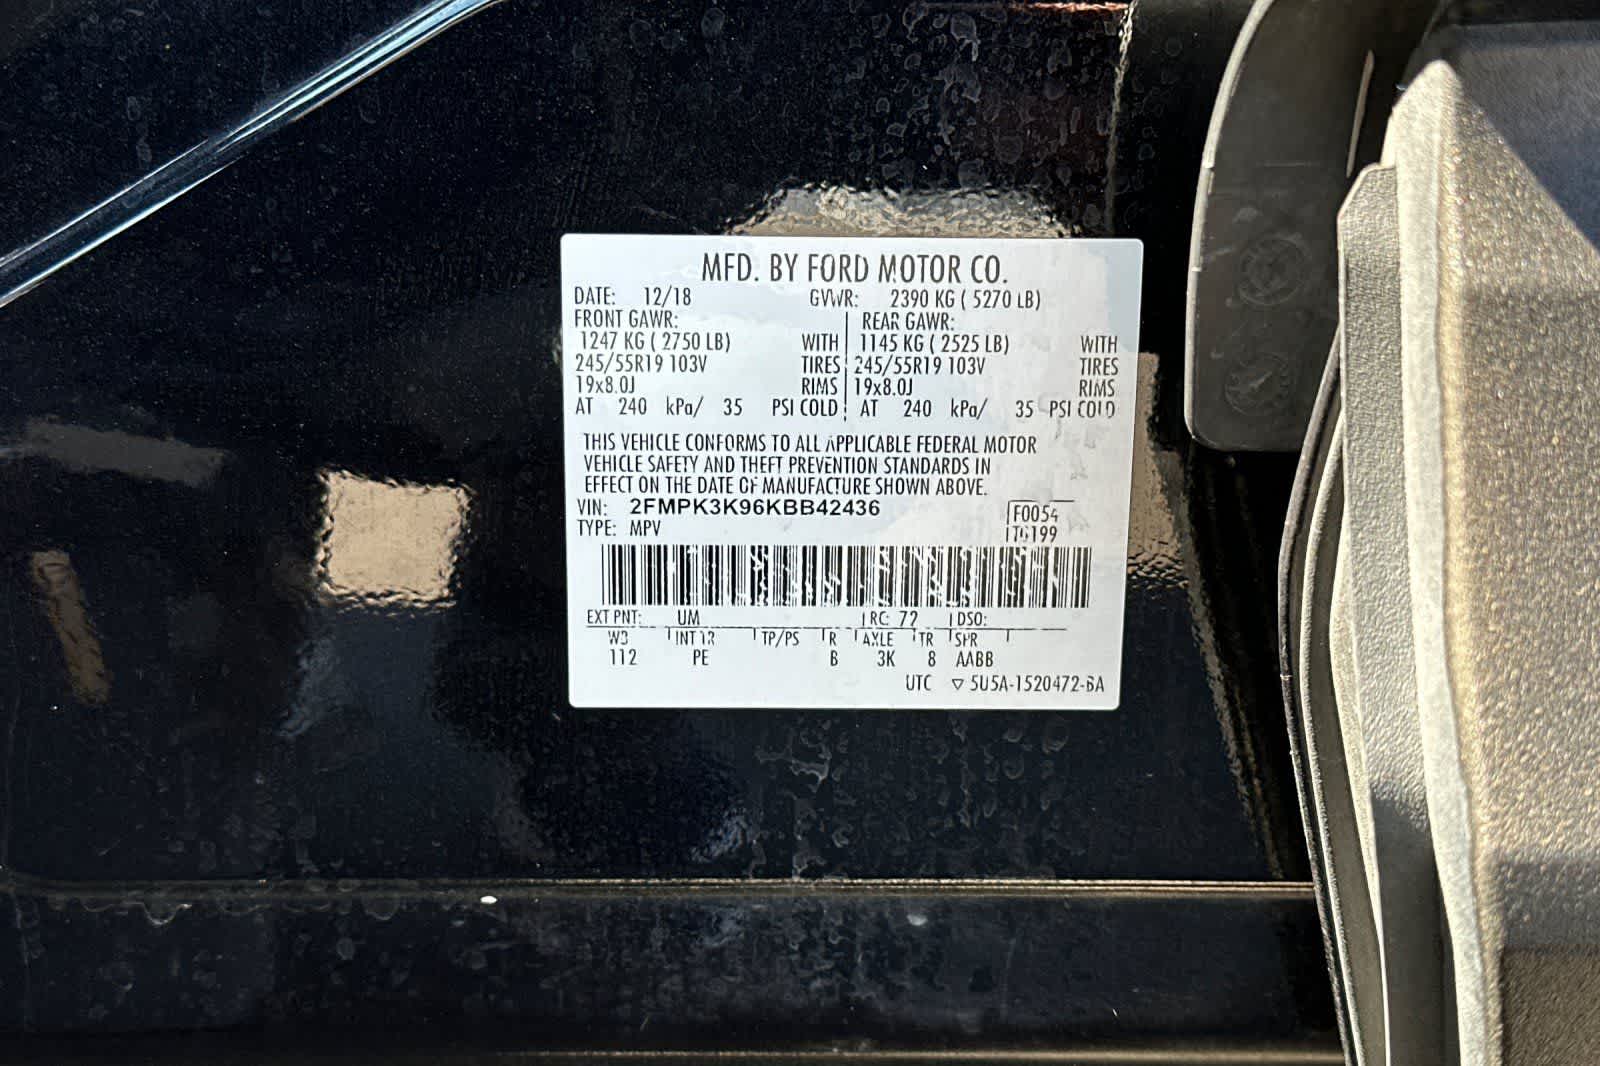 MFD. BY FORD MOTOR CO.
DATE: 12/18 GVWR: 2390 KG ( 5270 LB)
FRONT GAWR: REAR GAWR:
1247 KG ( 2750 LB) WITH 1145 KG ( 2525 LB) WITH
245/55R19 103V TIRES 245/55R19 103V TIRES
19x8.0J RIMS 19x8.0J RIMS
AT 240 kPa/ 35 PSI COLD AT 240 kPa/ 35 PSI COLD
THIS VEHICLE CONFORMS TO ALL APPLICABLE FEDERAL MOTOR
VEHICLE SAFETY AND THEFT PREVENTION STANDARDS IN
EFFECT ON THE DATE OF MANUFACTURE SHOWN ABOVE.
VIN: 2FMPK3K96KBB42436 F0054
TYPE: MPV T0199
EXT PNT: UM RC: 72 DSO:
WB INT TR TP/PS R AXLE TR SPR
112 PE B 3K 8 AABB
UTC ▽ 5U5A-1520472-BA